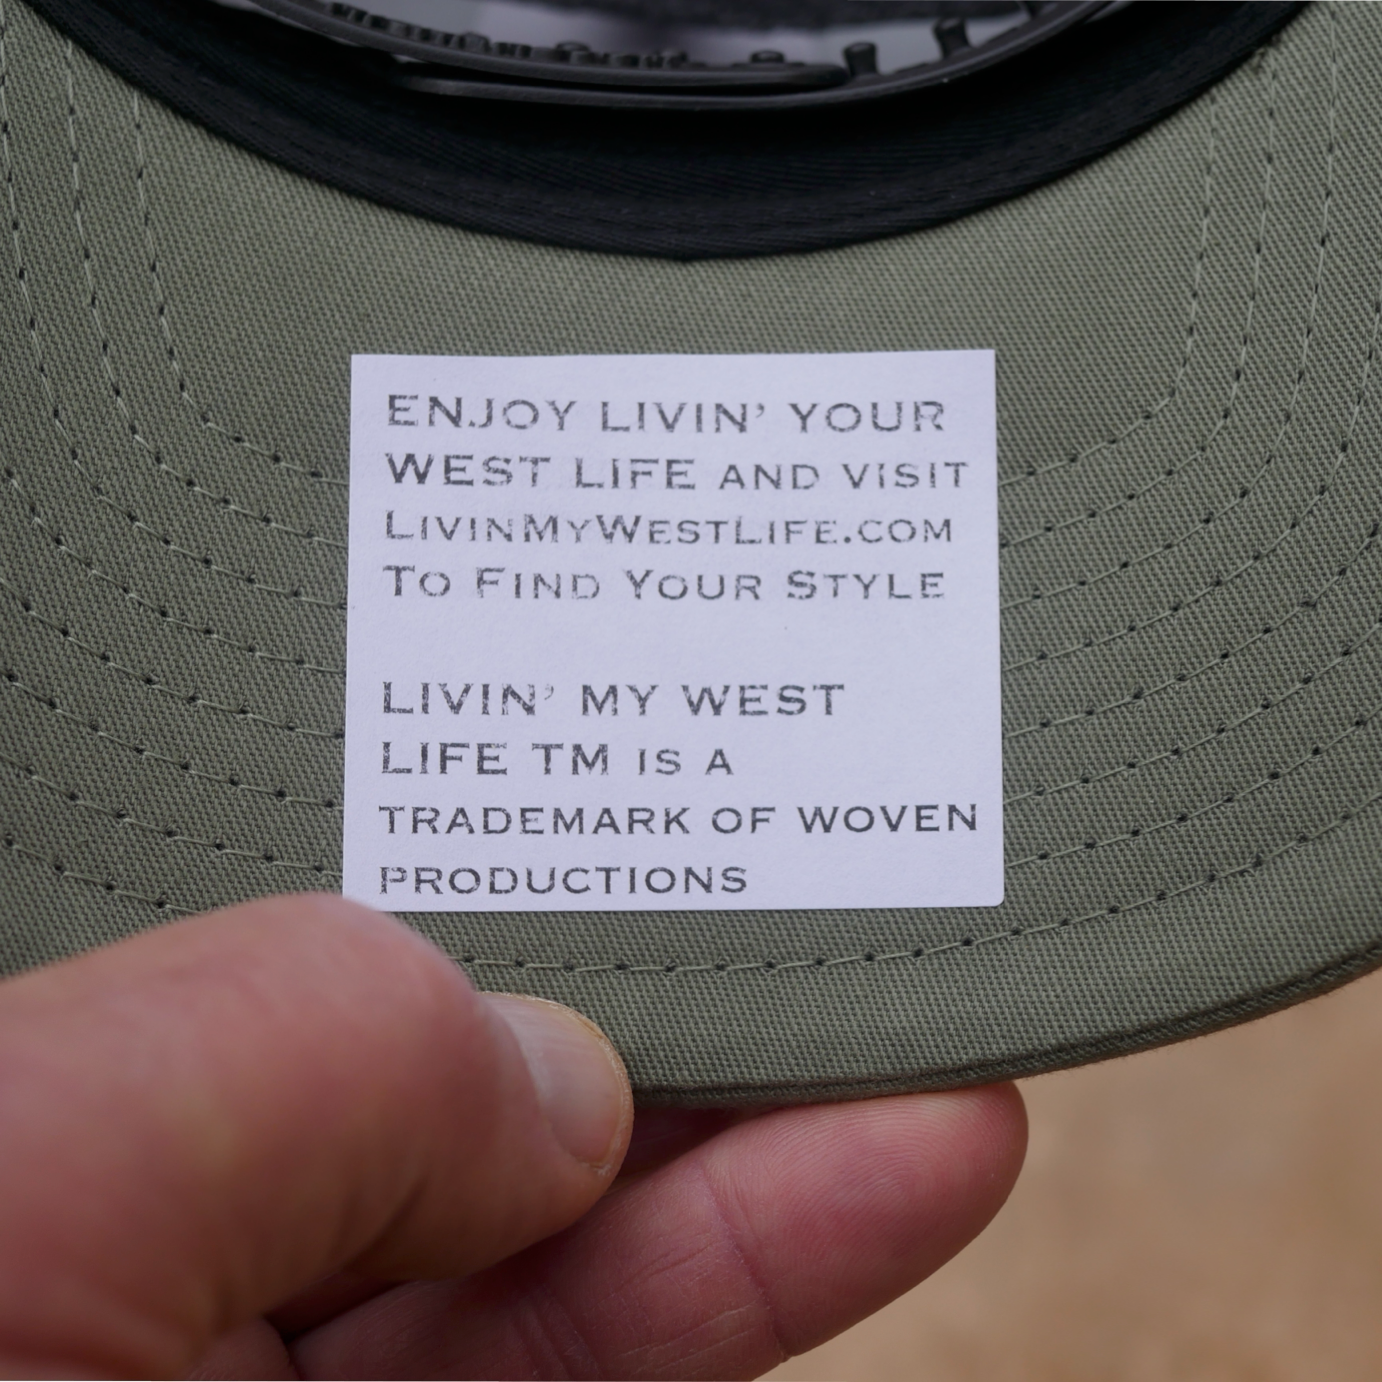 ENJOY LIVIN' YOUR
WEST LIFE AND VISIT
LIVINMYWESTLIFE.COM
TO FIND YOUR STYLE
LIVIN' MY WEST
LIFE TM IS A
TRADEMARK OF WOVEN
PRODUCTIONS